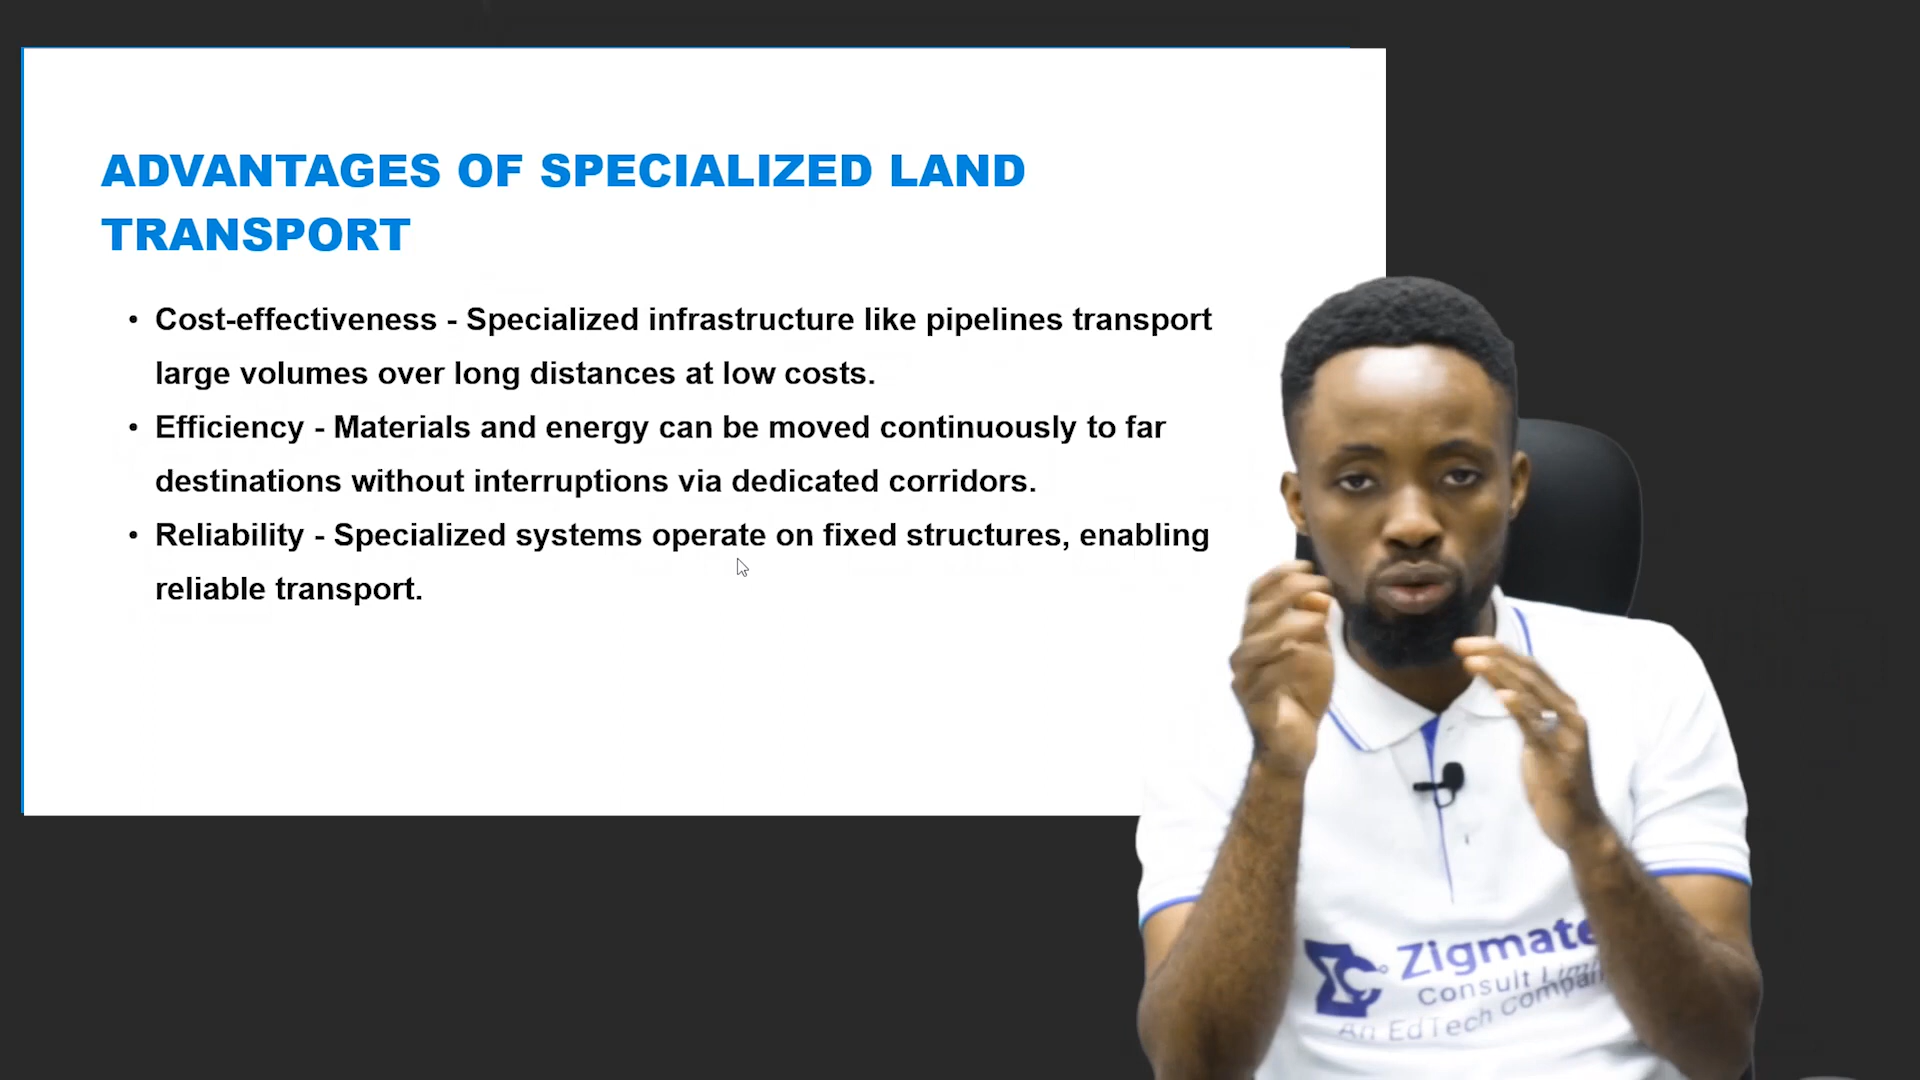 ADVANTAGES OF SPECIALIZED LAND
TRANSPORT
• Cost-effectiveness - Specialized infrastructure like pipelines transport
large volumes over long distances at low costs.
• Efficiency - Materials and energy can be moved continuously to far
destinations without interruptions via dedicated corridors.
• Reliability - Specialized systems operate on fixed structures, enabling
reliable transport.
Consult
An EdTech